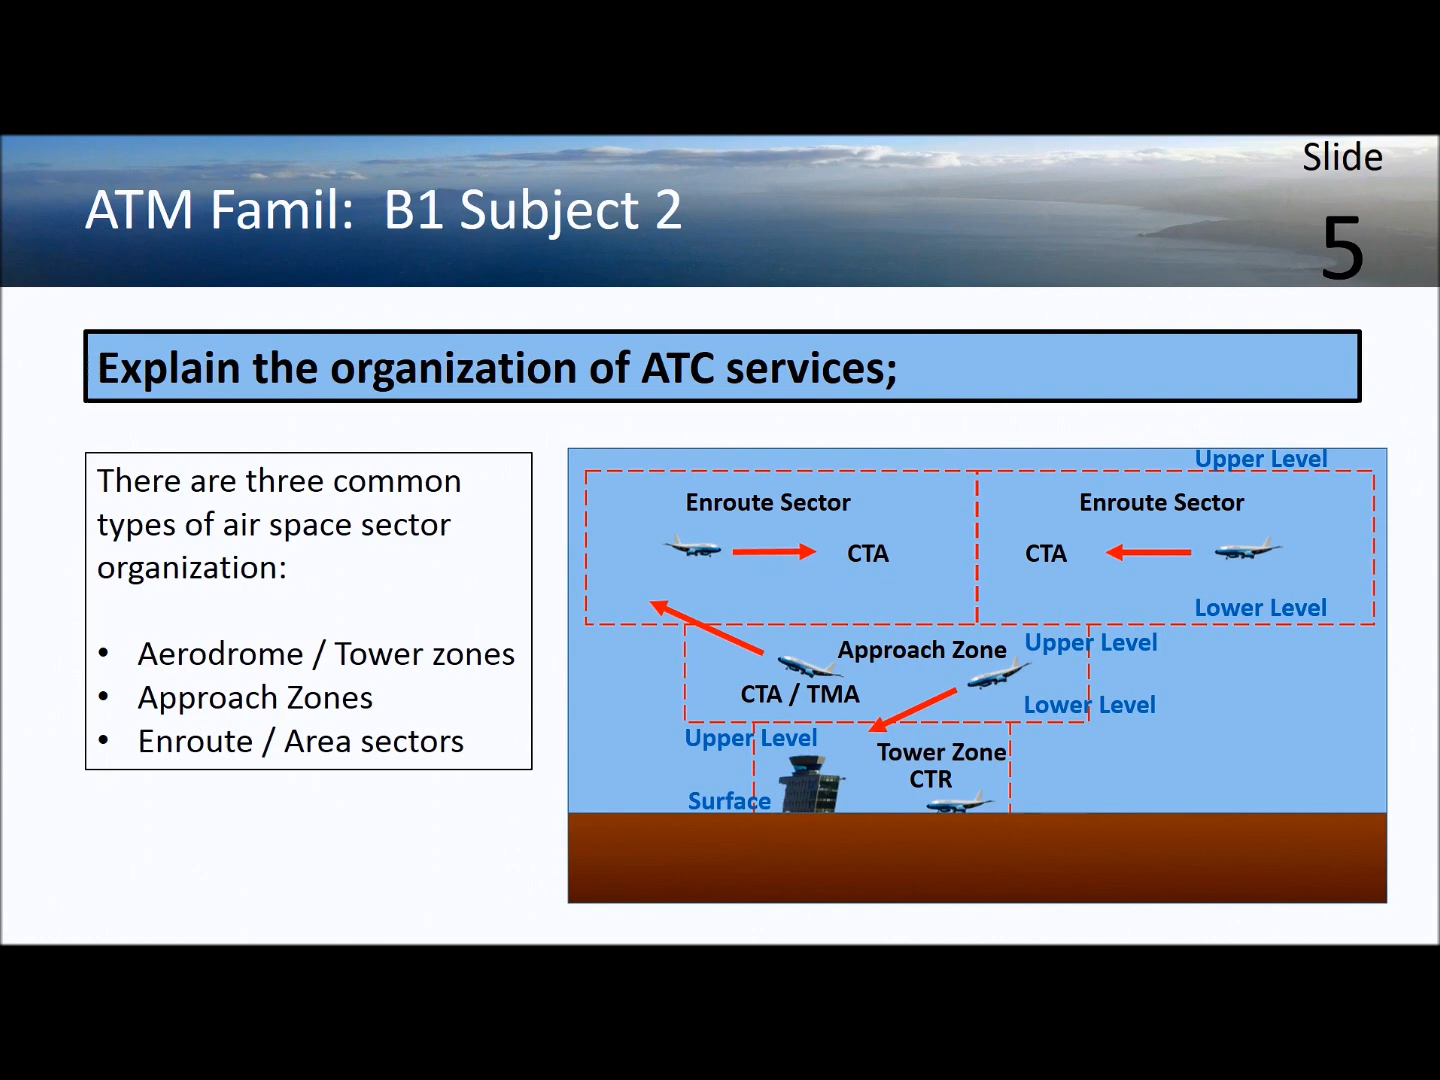 Slide
5
ATM Famil:  B1 Subject 2
Explain the organization of ATC services;
There are three common
types of air space sector
organization:
• Aerodrome / Tower zones
• Approach Zones
• Enroute / Area sectors
Upper Level
Enroute Sector
Enroute Sector
CTA
CTA
Lower Level
Approach Zone
Upper Level
CTA / TMA
Lower Level
Upper Level
Tower Zone
CTR
Surface